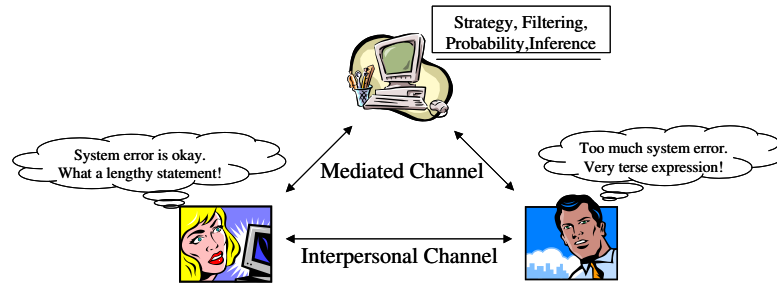 Strategy, Filtering,
Probability,Inference
System error is okay.
What a lengthy statement!
Too much system error.
Very terse expression!
Mediated Channel
Interpersonal Channel